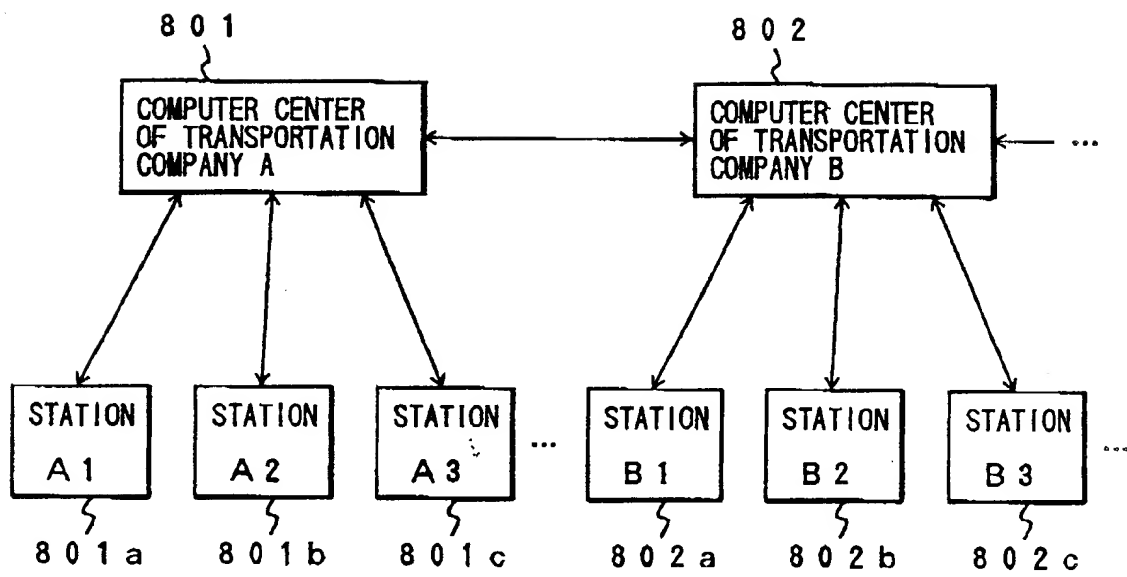 801
802
COMPUTER CENTER
OF TRANSPORTATION
COMPANY A
COMPUTER CENTER
OF TRANSPORTATION
COMPANY B
...
STATION
A1
STATION
A2
STATION
A3
...
STATION
B1
STATION
B2
STATION
B3
...
801a
801b
801c
802a
802b
802c